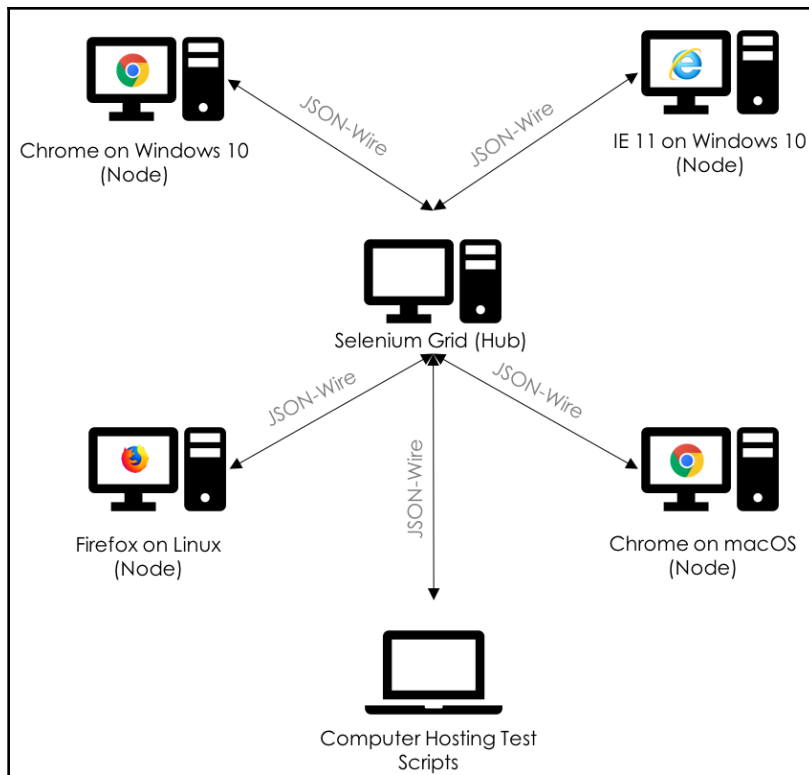 JSON-Wire
JSON-Wire
Chrome on Windows 10
(Node)
IE 11 on Windows 10
(Node)
Selenium Grid (Hub)
JSON-Wire
JSON-Wire
JSON-Wire
Firefox on Linux
(Node)
Chrome on macOS
(Node)
Computer Hosting Test
Scripts